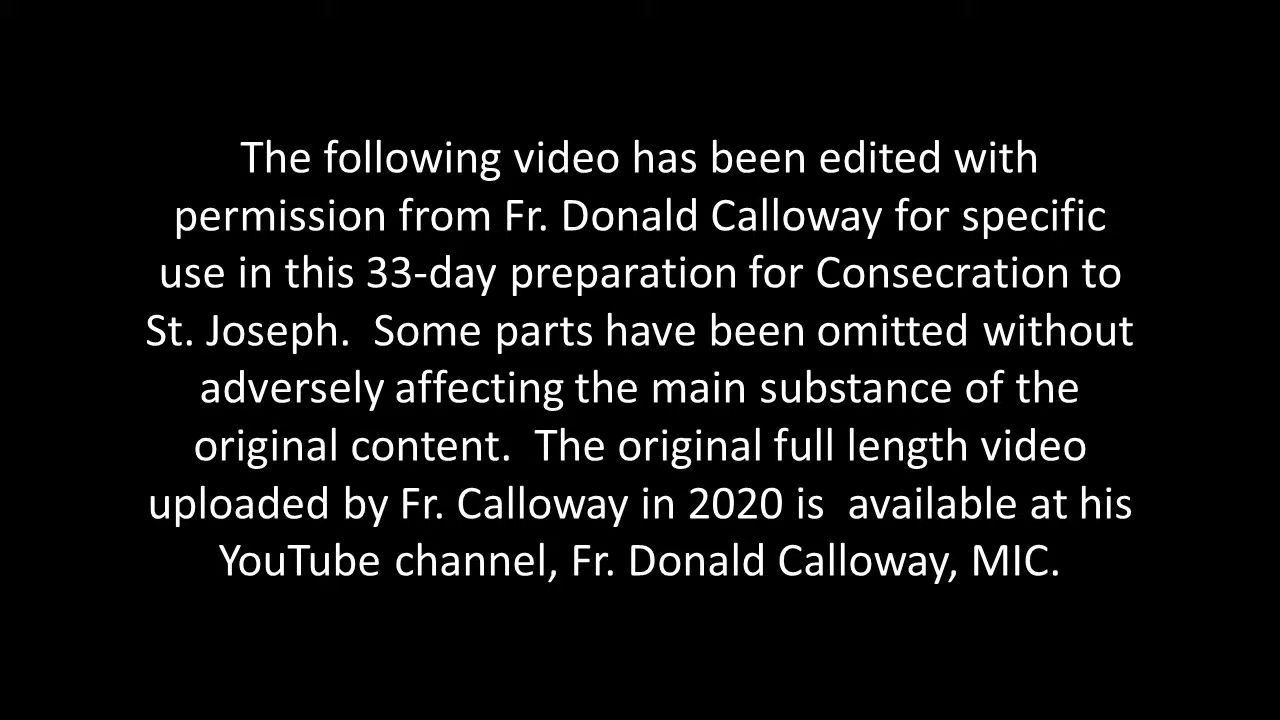 The following video has been edited with
permission from Fr. Donald Calloway for specific
use in this 33-day preparation for Consecration to
St. Joseph.  Some parts have been omitted without
adversely affecting the main substance of the
original content.  The original full length video
uploaded by Fr. Calloway in 2020 is  available at his
YouTube channel, Fr. Donald Calloway, MIC.